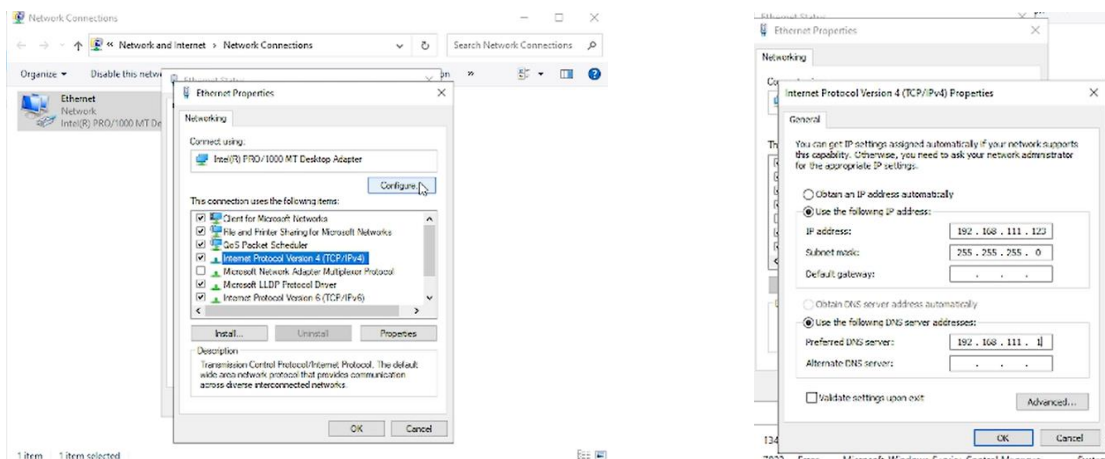 Network Connections
Network and Internet > Network Connections
Search Network Connections
Organize
Disable this netwo
Ethernet
Network
Intel(R) PRO/1000 MT De
Ethernet Status
Ethernet Properties
Networking
Connect using:
Intel(R) PRO/1000 MT Desktop Adapter
Configure...
This connection uses the following items:
Client for Microsoft Networks
File and Printer Sharing for Microsoft Networks
QoS Packet Scheduler
Internet Protocol Version 4 (TCP/IPv4)
Microsoft Network Adapter Multiplexor Protocol
Microsoft LLDP Protocol Driver
Internet Protocol Version 6 (TCP/IPv6)
Install...
Uninstall
Properties
Description
Transmission Control Protocol/Internet Protocol. The default
wide area network protocol that provides communication
across diverse interconnected networks.
OK
Cancel
1 item
1 item selected
Ethernet Status
Ethernet Properties
Networking
Internet Protocol Version 4 (TCP/IPv4) Properties
General
You can get IP settings assigned automatically if your network supports
this capability. Otherwise, you need to ask your network administrator
for the appropriate IP settings.
Obtain an IP address automatically
Use the following IP address:
IP address:
192 . 168 . 111 . 123
Subnet mask:
255 . 255 . 255 . 0
Default gateway:
Obtain DNS server address automatically
Use the following DNS server addresses:
Preferred DNS server:
192 . 168 . 111 . 1
Alternate DNS server:
Validate settings upon exit
Advanced...
OK
Cancel